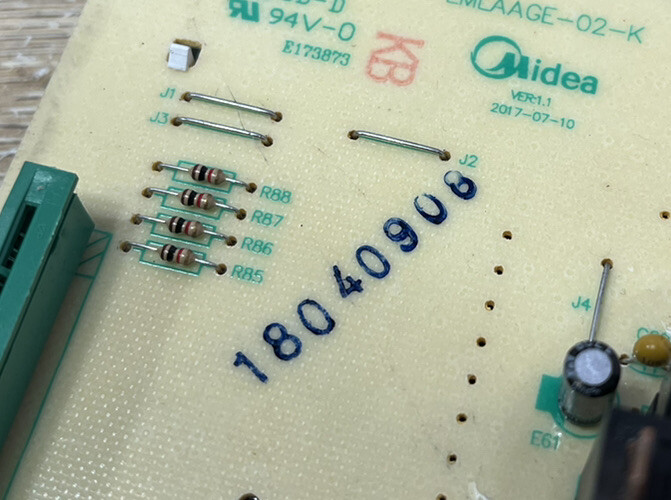 94V-0
E173873
KB
EMLAAGE-02-K
Midea
VER:1.1
2017-07-10
J1
J3
J2
R88
R87
R86
R85
18040908
J4
E61